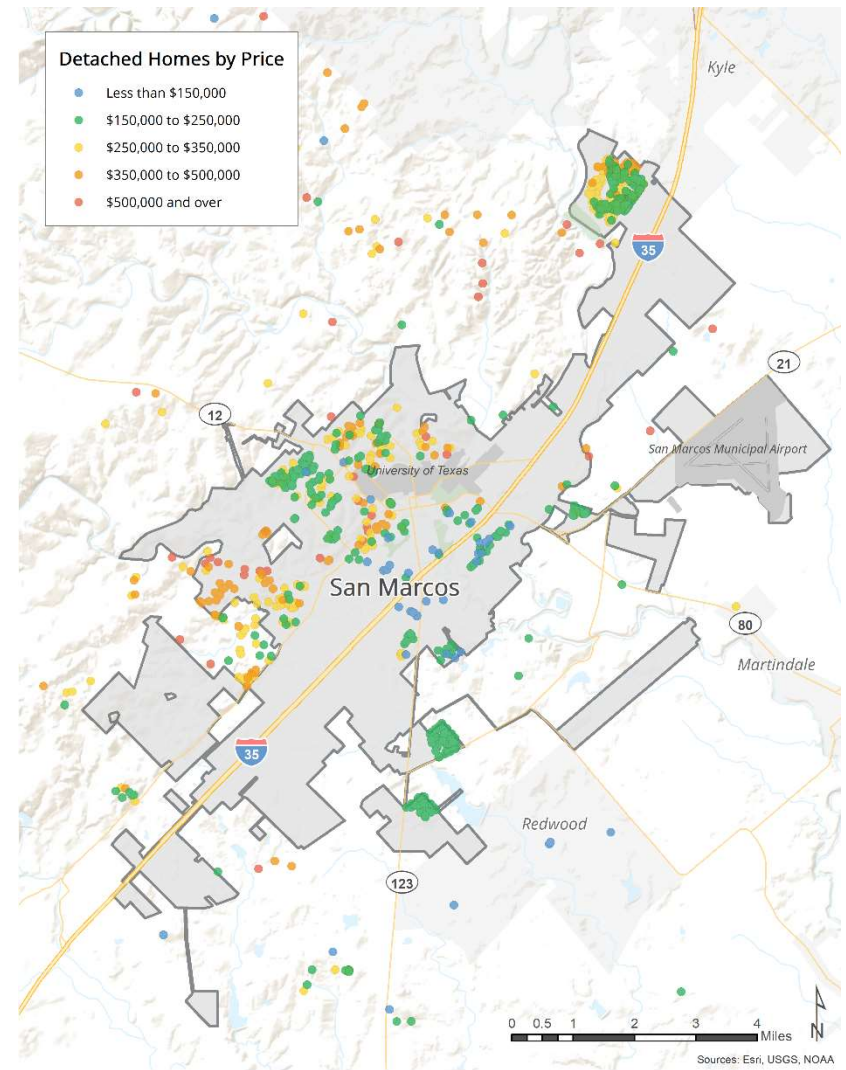 Detached Homes by Price
Less than $150,000
$150,000 to $250,000
$250,000 to $350,000
$350,000 to $500,000
$500,000 and over
Kyle
35
21
12
San Marcos Municipal Airport
University of Texas
San Marcos
80
Martindale
35
Redwood
123
0 0.5 1 2 3 4
Miles
N
Sources: Esri, USGS, NOAA